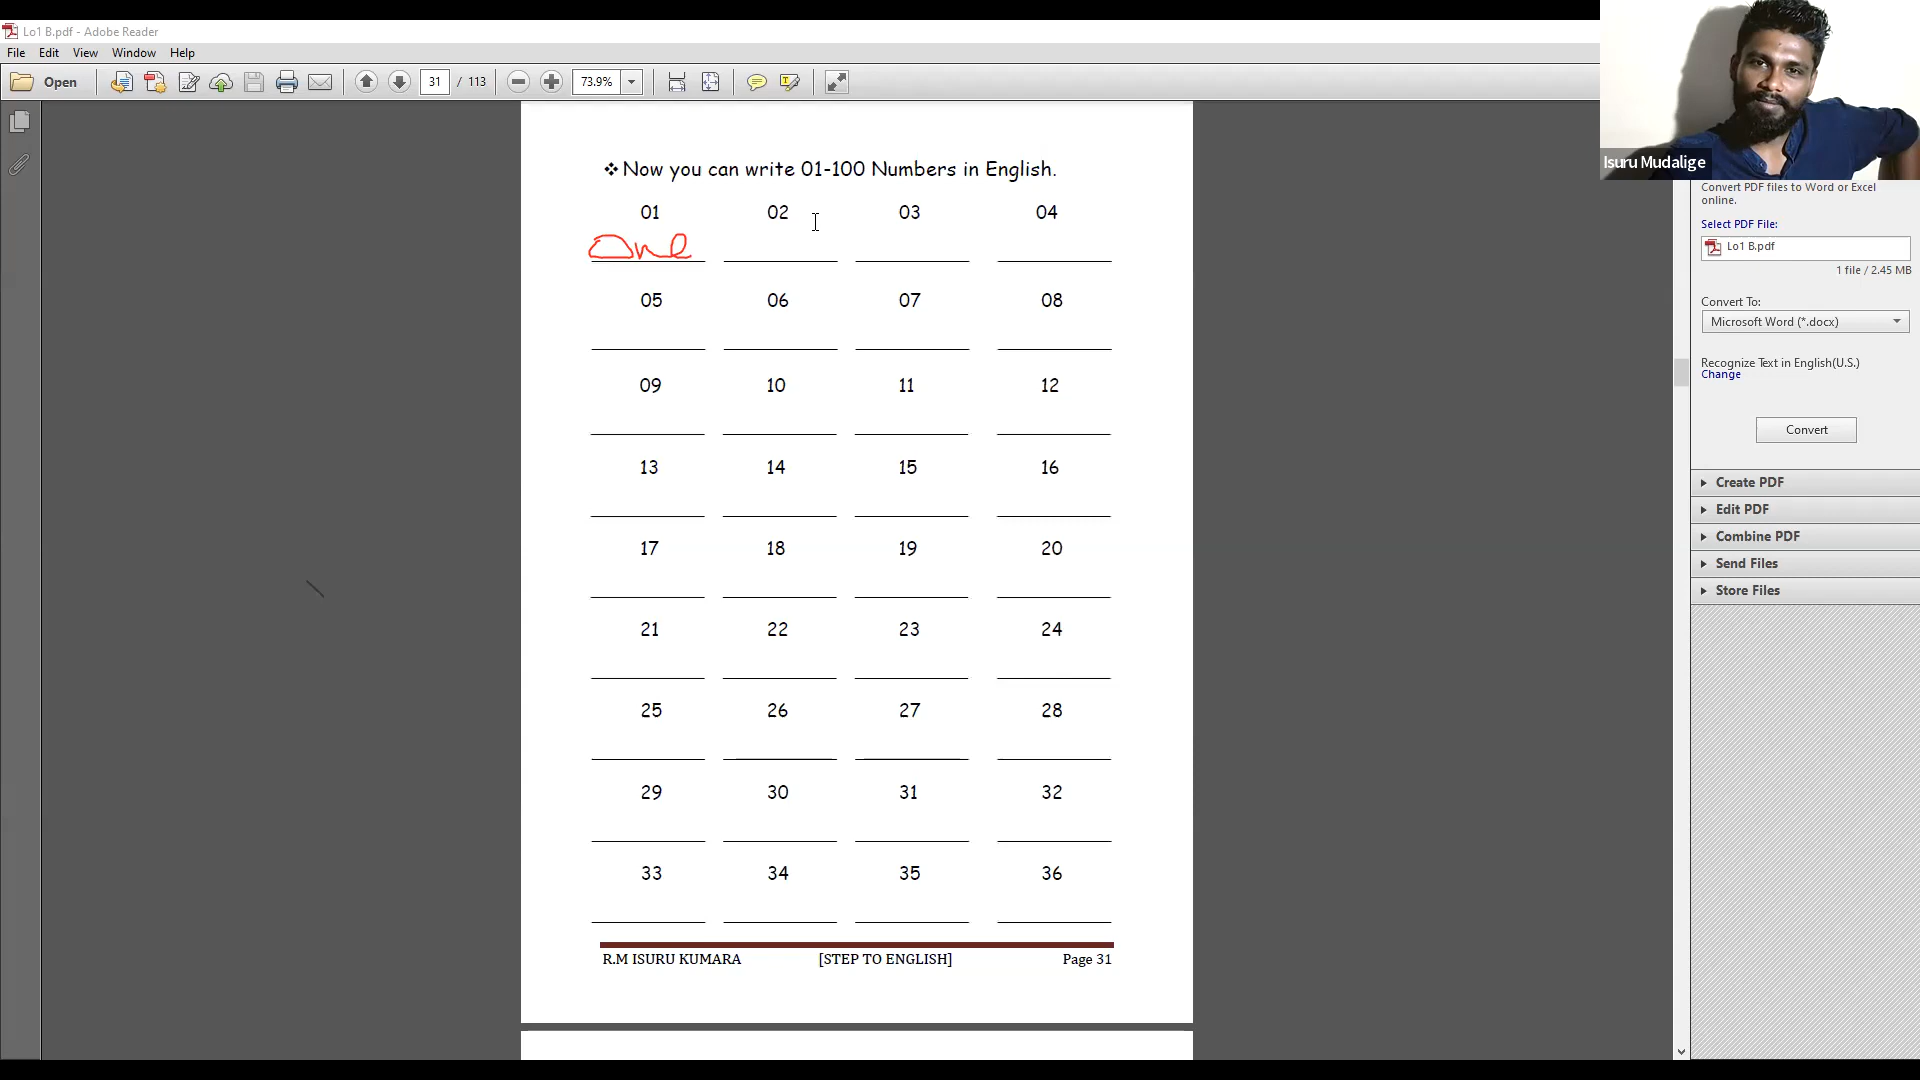 Lo1 B.pdf - Adobe Reader
File Edit View Window Help
Open 31 / 113 73.9%
Isuru Mudalige
Convert PDF files to Word or Excel
online.
Select PDF File:
Lo1 B.pdf
1 file / 2.45 MB
Convert To:
Microsoft Word (*.docx)
Recognize Text in English(U.S.)
Change
Convert
Create PDF
Edit PDF
Combine PDF
Send Files
Store Files
❖ Now you can write 01-100 Numbers in English.
01 02 03 04
One
05 06 07 08
09 10 11 12
13 14 15 16
17 18 19 20
21 22 23 24
25 26 27 28
29 30 31 32
33 34 35 36
R.M ISURU KUMARA [STEP TO ENGLISH] Page 31